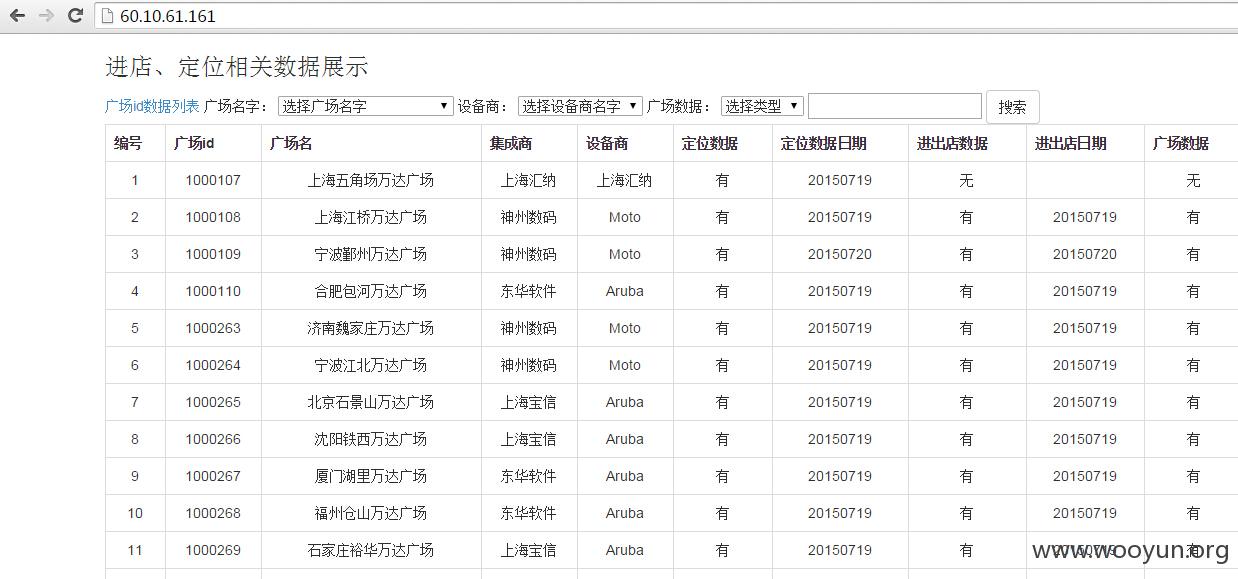 60.10.61.161
进店、定位相关数据展示
广场id数据列表 广场名字： 选择广场名字 设备商： 选择设备商名字 广场数据： 选择类型 搜索
编号 广场id 广场名 集成商 设备商 定位数据 定位数据日期 进出店数据 进出店日期 广场数据
1 1000107 上海五角场万达广场 上海汇纳 上海汇纳 有 20150719 无 无
2 1000108 上海江桥万达广场 神州数码 Moto 有 20150719 有 20150719 有
3 1000109 宁波鄞州万达广场 神州数码 Moto 有 20150720 有 20150720 有
4 1000110 合肥包河万达广场 东华软件 Aruba 有 20150719 有 20150719 有
5 1000263 济南魏家庄万达广场 神州数码 Moto 有 20150719 有 20150719 有
6 1000264 宁波江北万达广场 神州数码 Moto 有 20150719 有 20150719 有
7 1000265 北京石景山万达广场 上海宝信 Aruba 有 20150719 有 20150719 有
8 1000266 沈阳铁西万达广场 上海宝信 Aruba 有 20150719 有 20150719 有
9 1000267 厦门湖里万达广场 东华软件 Aruba 有 20150719 有 20150719 有
10 1000268 福州仓山万达广场 东华软件 Aruba 有 20150719 有 20150719 有
11 1000269 石家庄裕华万达广场 上海宝信 Aruba 有 20150719 有 20150719 有
www.wooyun.org